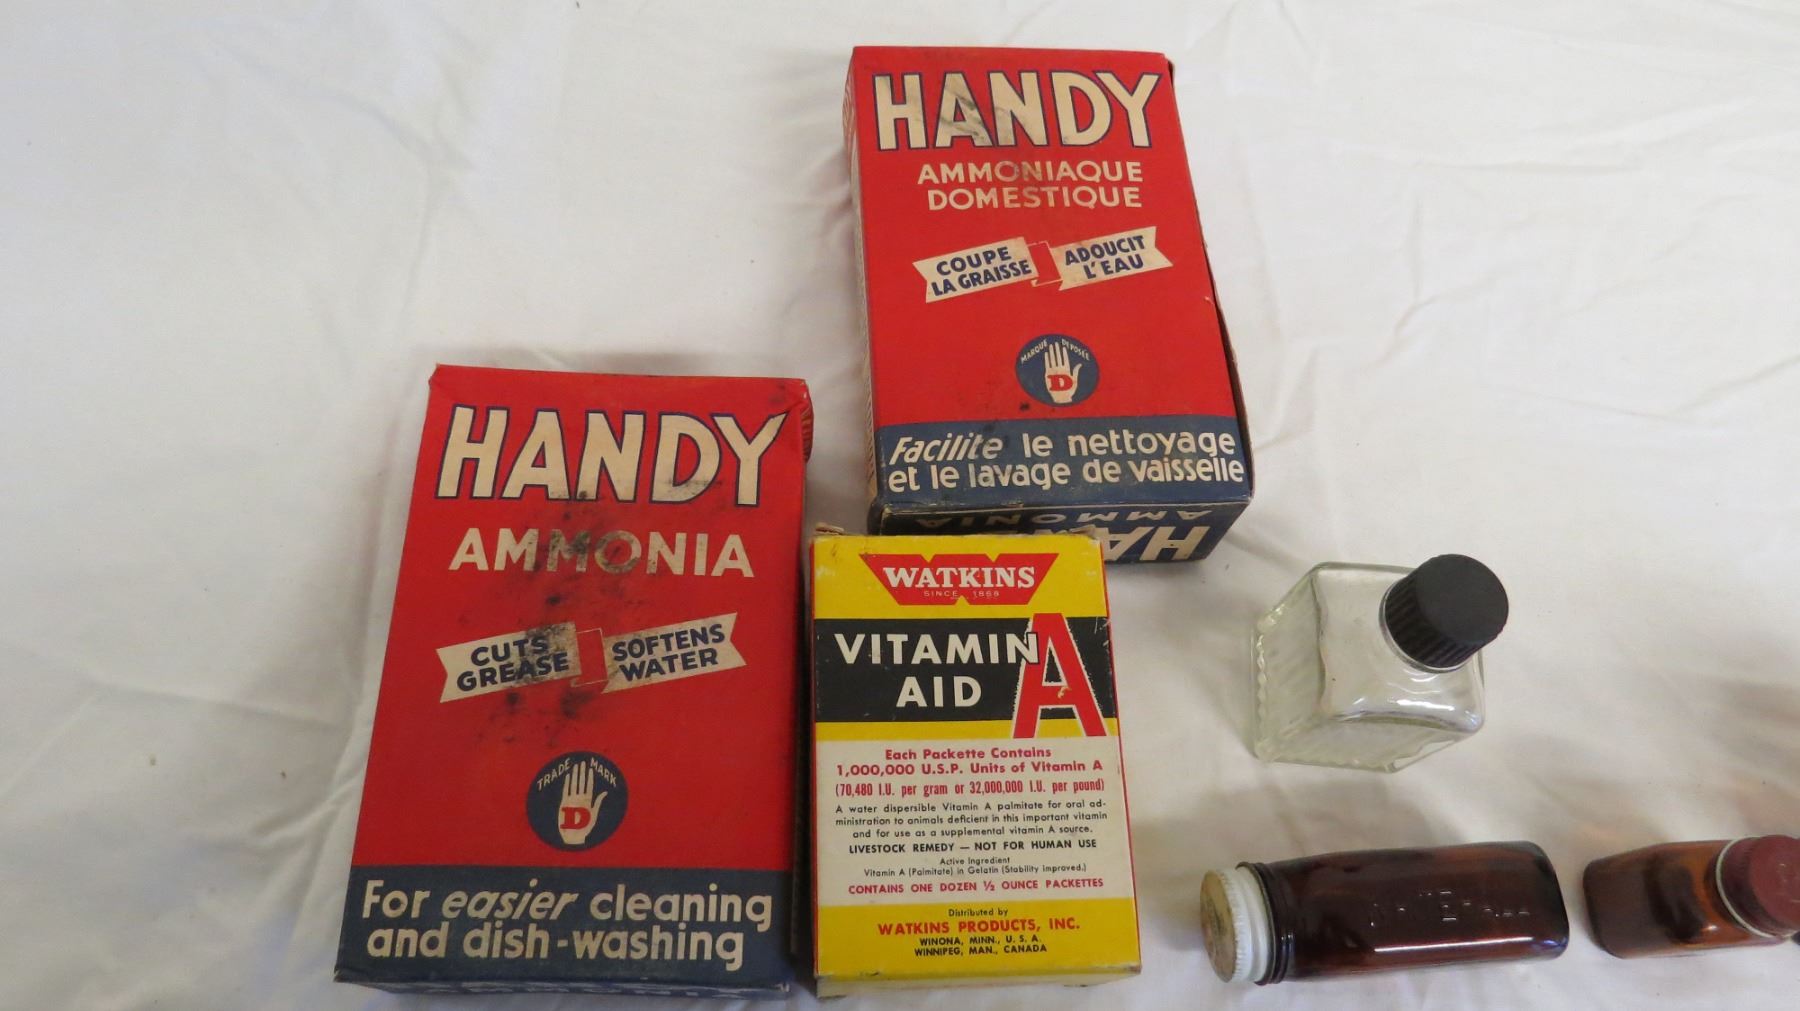 HANDY
AMMONIAQUE
DOMESTIQUE
COUPE
LA GRAISSE
ADOUCIT
L'EAU
MARQUE DEPOSÉE
D
Facilite le nettoyage
et le lavage de vaisselle
HANDY
AMMONIA
HANDY
AMMONIA
CUTS
GREASE
SOFTENS
WATER
TRADE MARK
D
For easier cleaning
and dish-washing
WATKINS
SINCE 1868
VITAMIN A
AID
Each Packette Contains
1,000,000 U.S.P. Units of Vitamin A
(70,480 I.U. per gram or 32,000,000 I.U. per pound)
A water dispersible Vitamin A palmitate for oral ad-
ministration to animals deficient in this important vitamin
and for use as a supplemental vitamin A source.
LIVESTOCK REMEDY — NOT FOR HUMAN USE
Active Ingredient
Vitamin A (Palmitate) in Gelatin (Stability improved.)
CONTAINS ONE DOZEN ½ OUNCE PACKETTES
Distributed by
WATKINS PRODUCTS, INC.
WINONA, MINN., U. S. A.
WINNIPEG, MAN., CANADA